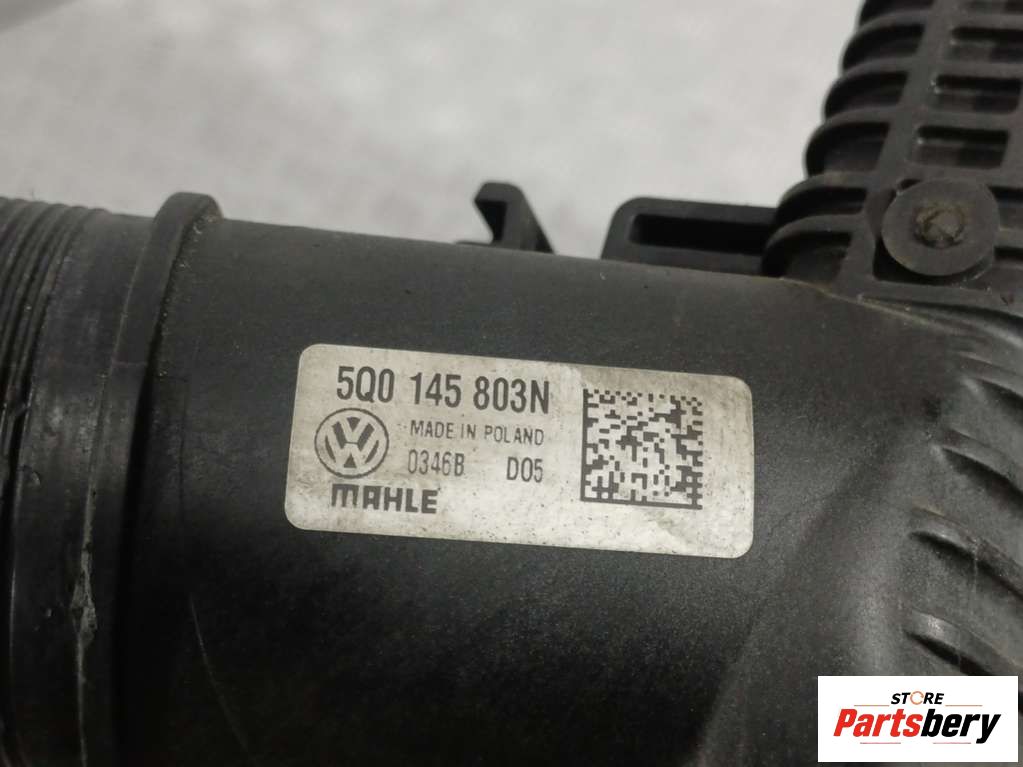 5Q0 145 803N
MADE IN POLAND
0346B D05
MAHLE
STORE
Partsbery